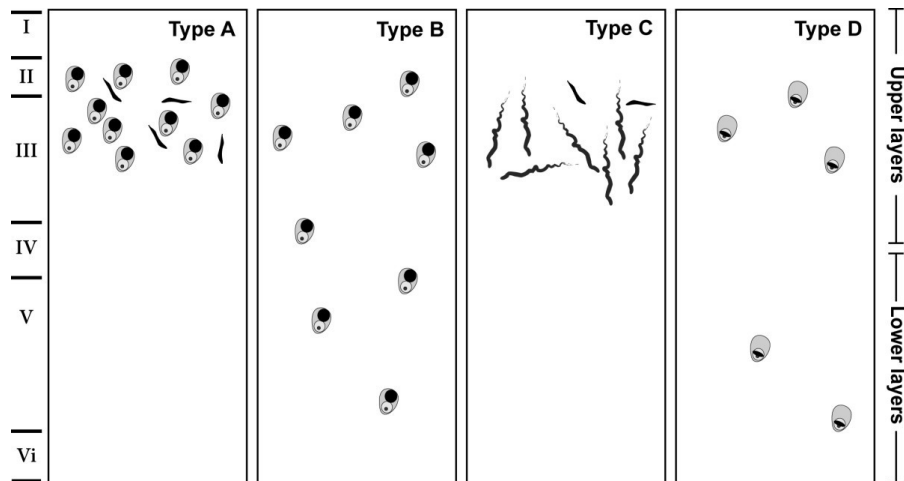 Type A
Type B
Type C
Type D
I
II
III
IV
V
Vi
Upper layers
Lower layers